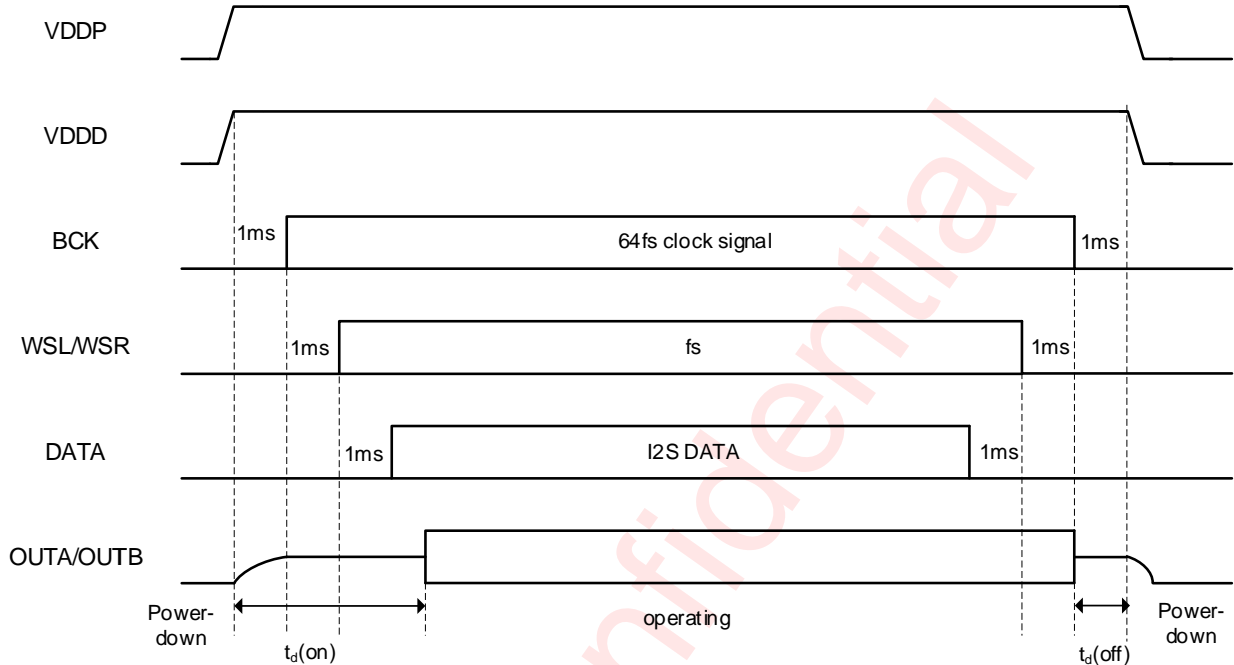 VDDP
VDDD
BCK
1ms
64fs clock signal
1ms
WSL/WSR
1ms
fs
1ms
DATA
1ms
I2S DATA
1ms
OUTA/OUTB
Power-
down
operating
Power-
down
td(on)
td(off)
nfidential